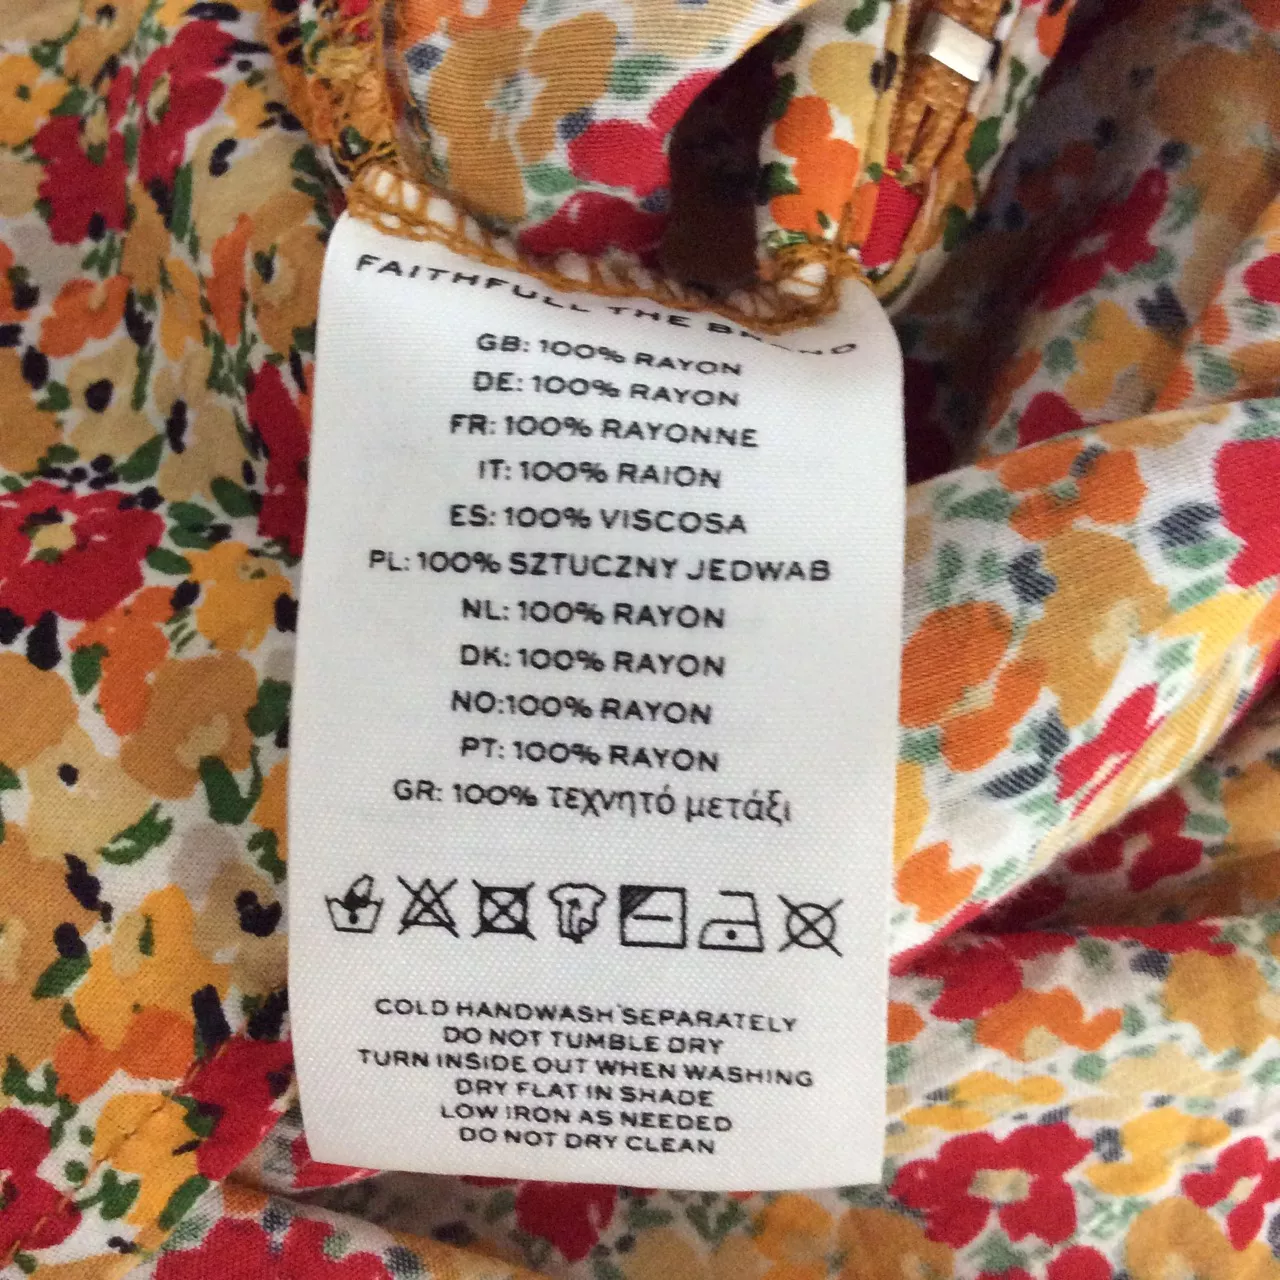 FAITHFULL THE BRAND
GB: 100% RAYON
DE: 100% RAYON
FR: 100% RAYONNE
IT: 100% RAION
ES: 100% VISCOSA
PL: 100% SZTUCZNY JEDWAB
NL: 100% RAYON
DK: 100% RAYON
NO:100% RAYON
PT: 100% RAYON
GR: 100% τεχνητό μετάξι
COLD HANDWASH SEPARATELY
DO NOT TUMBLE DRY
TURN INSIDE OUT WHEN WASHING
DRY FLAT IN SHADE
LOW IRON AS NEEDED
DO NOT DRY CLEAN